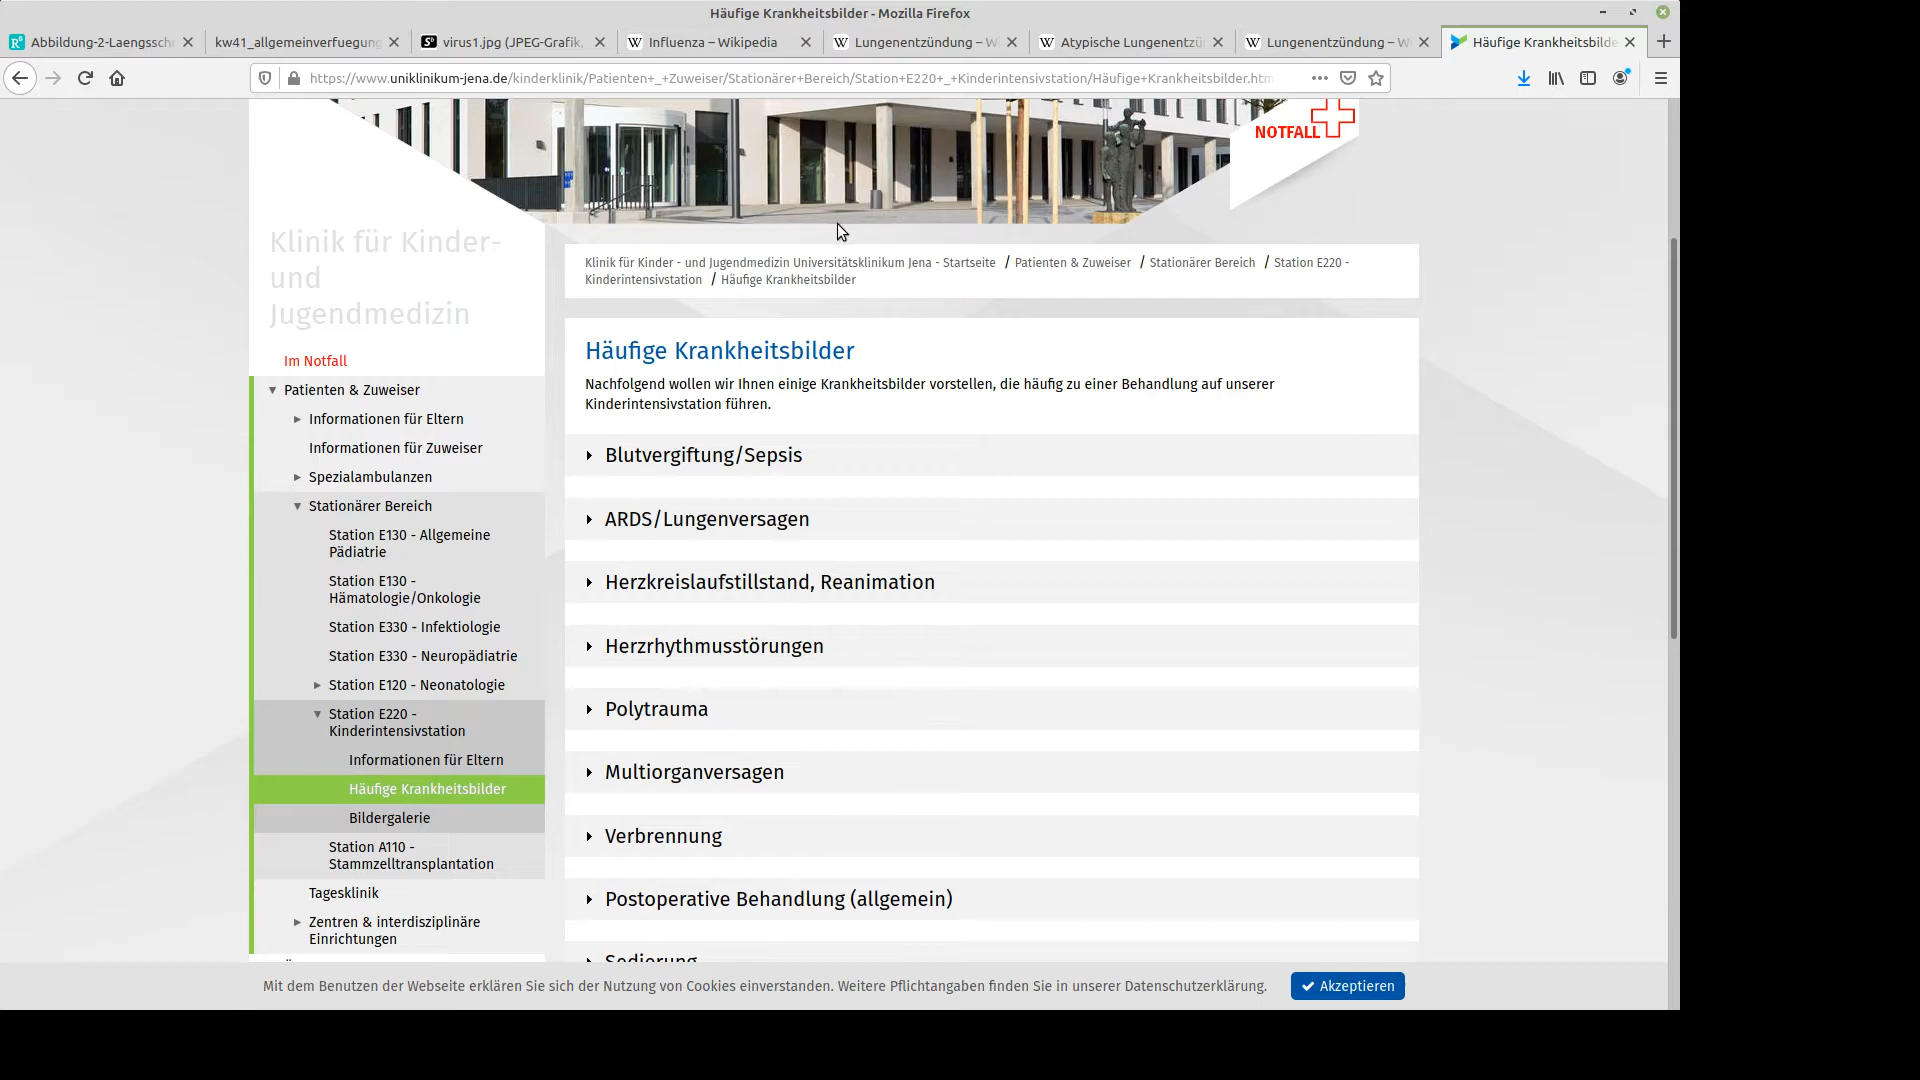 Häufige Krankheitsbilder - Mozilla Firefox
Abbildung-2-Laengssch
kw41_allgemeinverfuegung
virus1.jpg (JPEG-Grafik,
Influenza – Wikipedia
Lungenentzündung – Wi
Atypische Lungenentzü
Lungenentzündung – Wi
Häufige Krankheitsbilde
https://www.uniklinikum-jena.de/kinderklinik/Patienten+_+Zuweiser/Stationärer+Bereich/Station+E220+_+Kinderintensivstation/Häufige+Krankheitsbilder.htm
NOTFALL
Klinik für Kinder-
und
Jugendmedizin
Im Notfall
Patienten & Zuweiser
Informationen für Eltern
Informationen für Zuweiser
Spezialambulanzen
Stationärer Bereich
Station E130 - Allgemeine
Pädiatrie
Station E130 -
Hämatologie/Onkologie
Station E330 - Infektiologie
Station E330 - Neuropädiatrie
Station E120 - Neonatologie
Station E220 -
Kinderintensivstation
Informationen für Eltern
Häufige Krankheitsbilder
Bildergalerie
Station A110 -
Stammzelltransplantation
Tagesklinik
Zentren & interdisziplinäre
Einrichtungen
Klinik für Kinder - und Jugendmedizin Universitätsklinikum Jena - Startseite / Patienten & Zuweiser / Stationärer Bereich / Station E220 -
Kinderintensivstation / Häufige Krankheitsbilder
Häufige Krankheitsbilder
Nachfolgend wollen wir Ihnen einige Krankheitsbilder vorstellen, die häufig zu einer Behandlung auf unserer
Kinderintensivstation führen.
Blutvergiftung/Sepsis
ARDS/Lungenversagen
Herzkreislaufstillstand, Reanimation
Herzrhythmusstörungen
Polytrauma
Multiorganversagen
Verbrennung
Postoperative Behandlung (allgemein)
Sedierung
Mit dem Benutzen der Webseite erklären Sie sich der Nutzung von Cookies einverstanden. Weitere Pflichtangaben finden Sie in unserer Datenschutzerklärung.
Akzeptieren